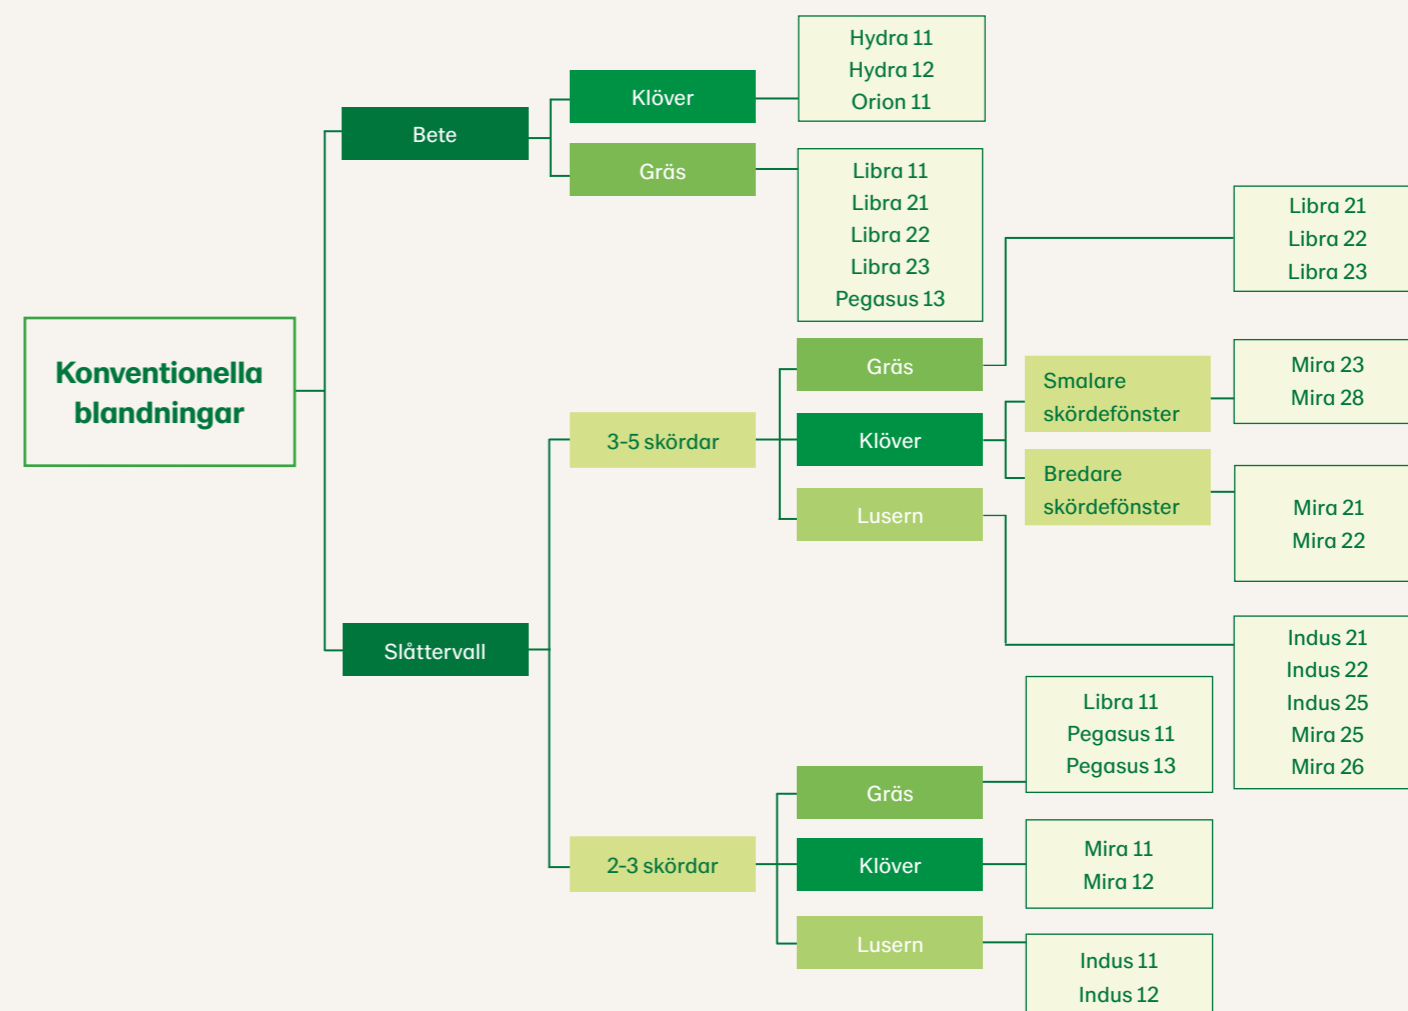 Konventionella
blandningar
Bete
Klöver
Hydra 11
Hydra 12
Orion 11
Gräs
Libra 11
Libra 21
Libra 22
Libra 23
Pegasus 13
Slåttervall
3-5 skördar
Gräs
Libra 21
Libra 22
Libra 23
Klöver
Smalare
skördefönster
Mira 23
Mira 28
Bredare
skördefönster
Mira 21
Mira 22
Lusern
Indus 21
Indus 22
Indus 25
Mira 25
Mira 26
2-3 skördar
Gräs
Libra 11
Pegasus 11
Pegasus 13
Klöver
Mira 11
Mira 12
Lusern
Indus 11
Indus 12